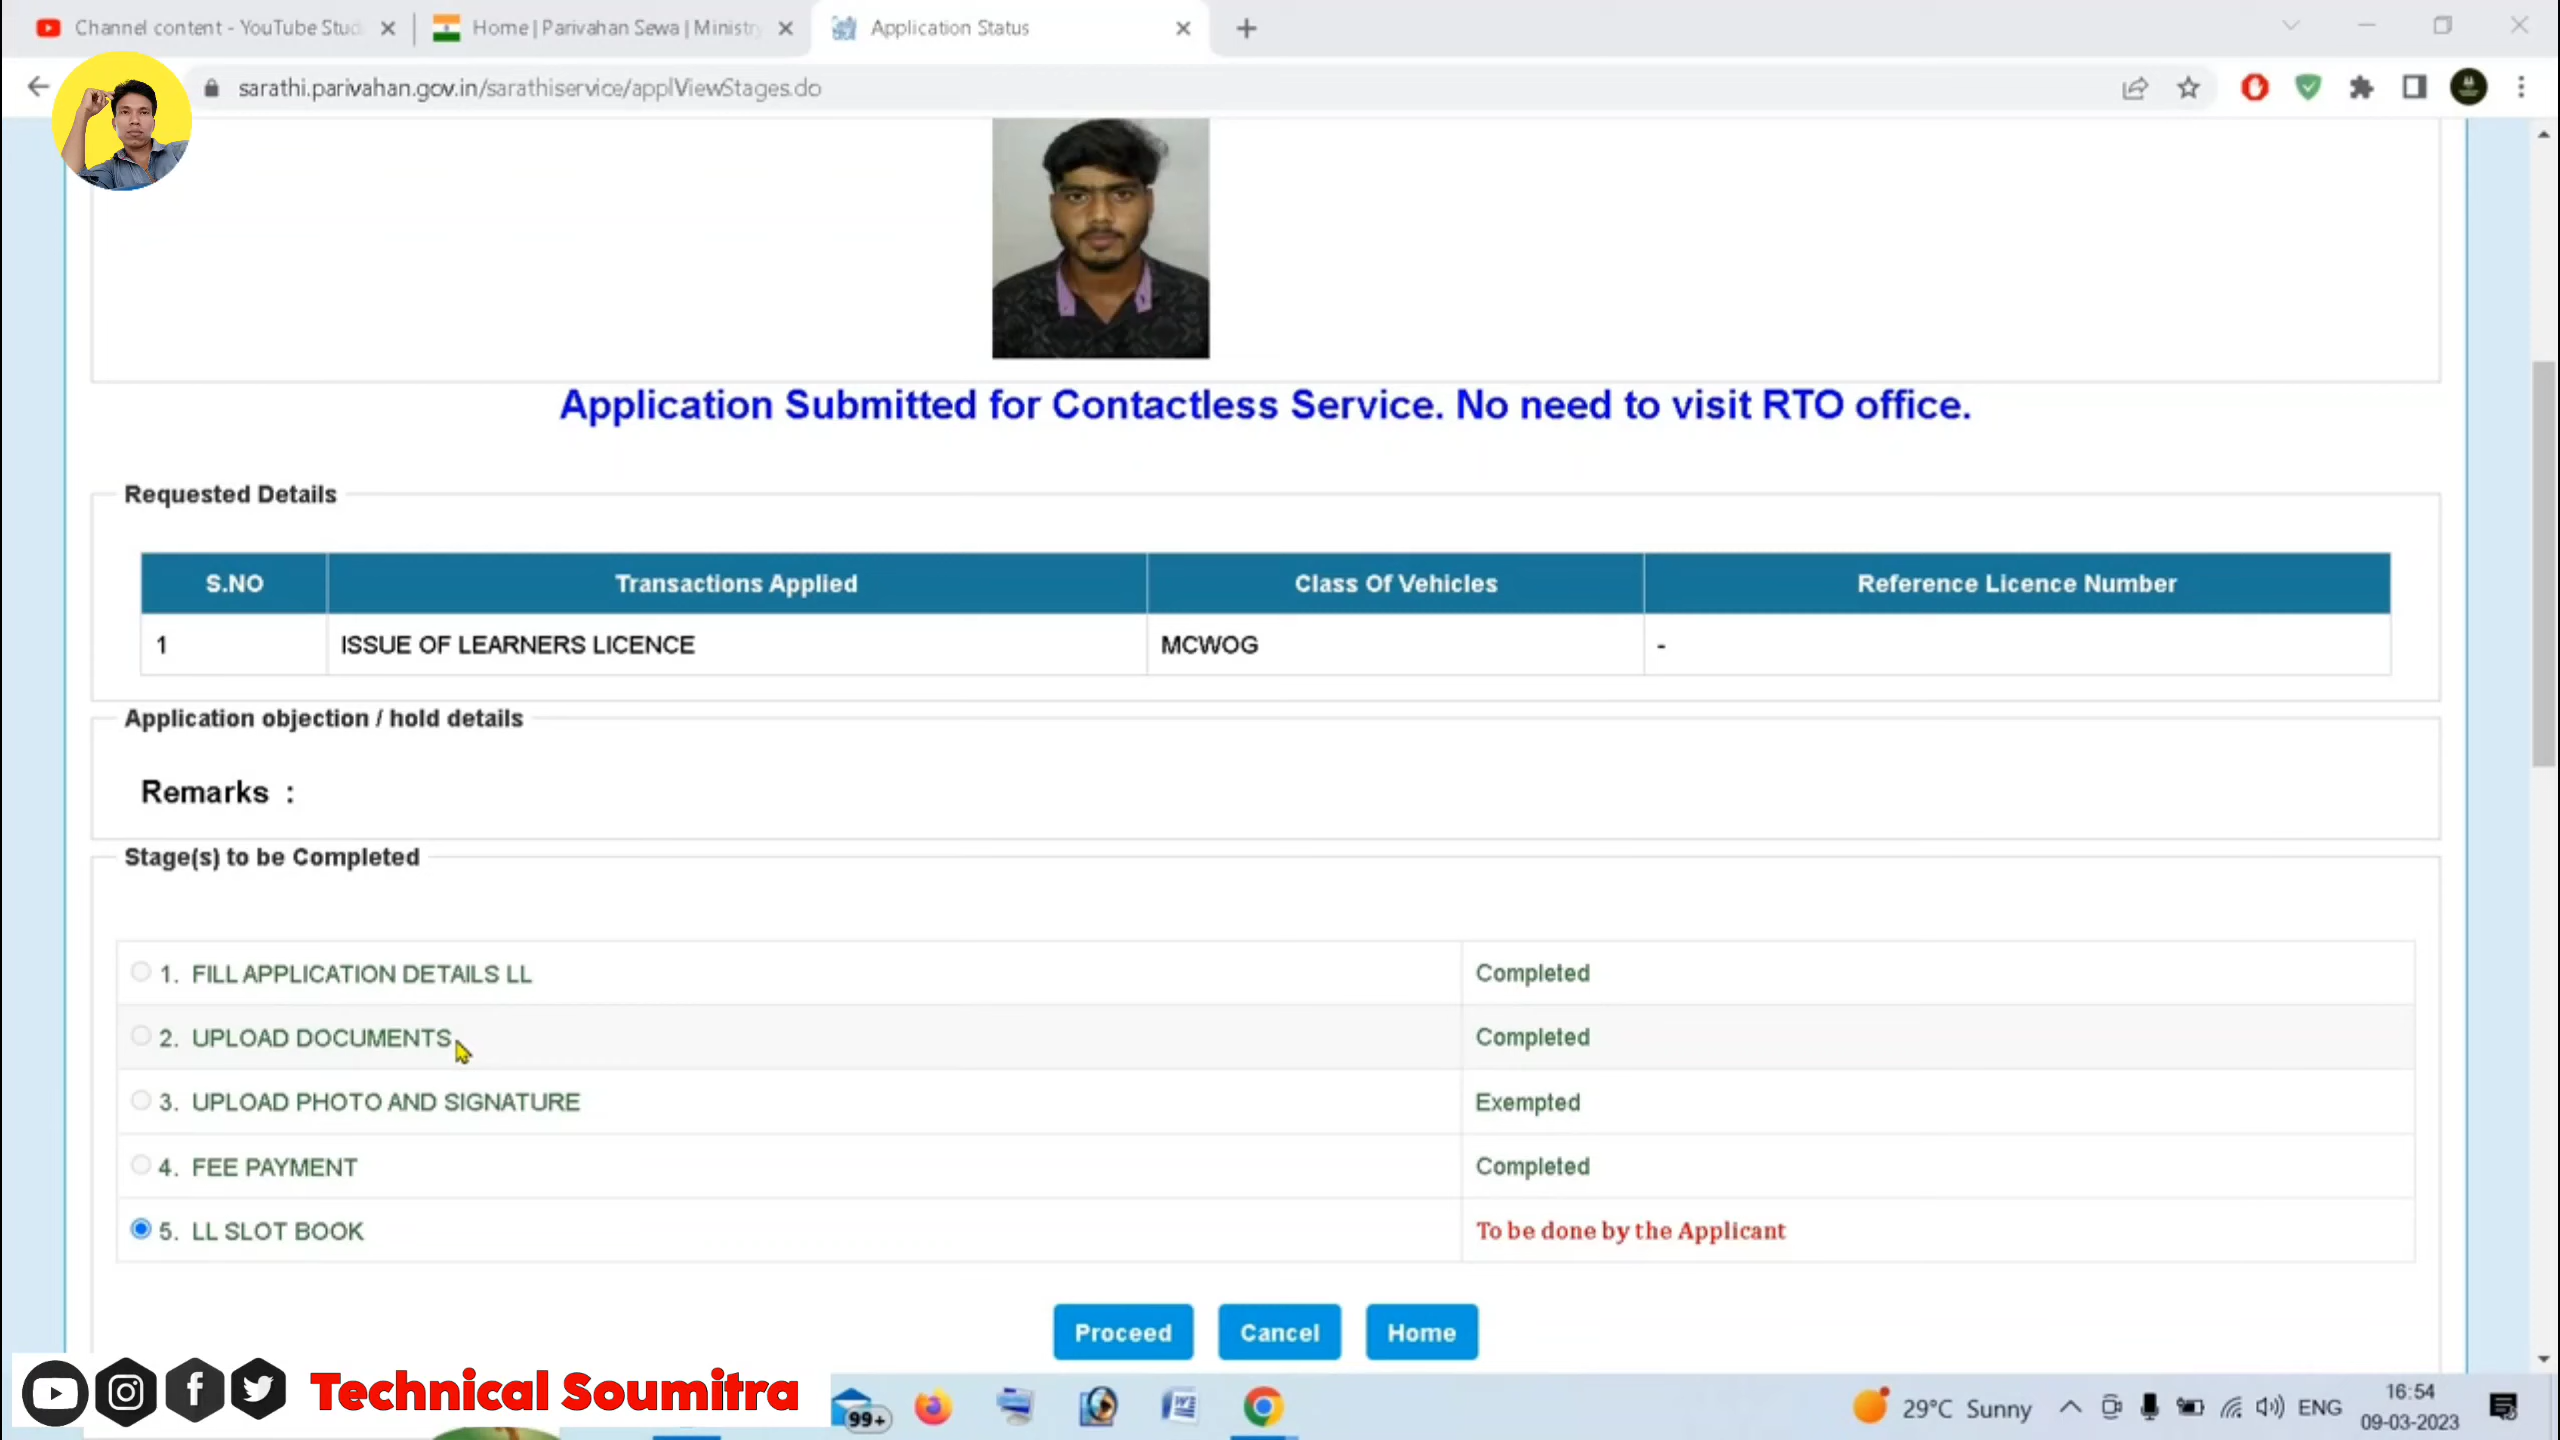 Channel content - YouTube Stud
Home | Parivahan Sewa | Ministry
Application Status
sarathi.parivahan.gov.in/sarathiservice/applViewStages.do
Application Submitted for Contactless Service. No need to visit RTO office.
Requested Details
S.NO Transactions Applied Class Of Vehicles Reference Licence Number
1 ISSUE OF LEARNERS LICENCE MCWOG -
Application objection / hold details
Remarks :
Stage(s) to be Completed
1. FILL APPLICATION DETAILS LL Completed
2. UPLOAD DOCUMENTS Completed
3. UPLOAD PHOTO AND SIGNATURE Exempted
4. FEE PAYMENT Completed
5. LL SLOT BOOK To be done by the Applicant
Proceed Cancel Home
Technical Soumitra
99+
29°C Sunny
ENG
16:54
09-03-2023